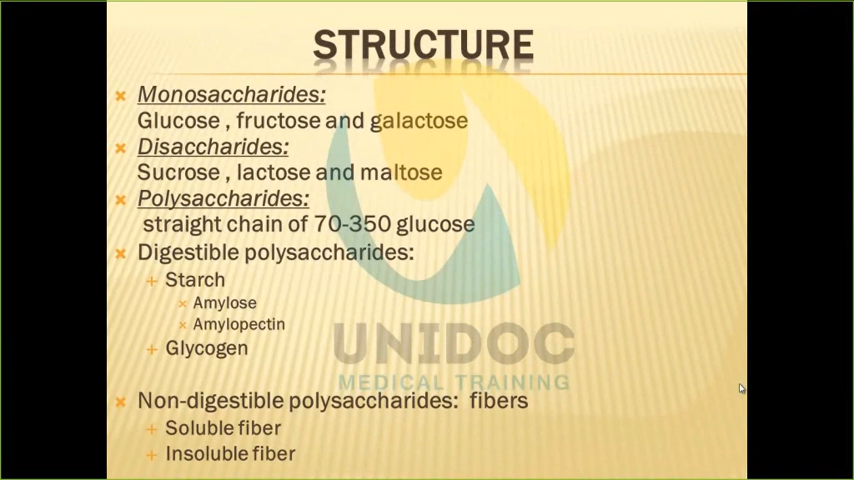 STRUCTURE
Monosaccharides:
Glucose , fructose and galactose
Disaccharides:
Sucrose , lactose and maltose
Polysaccharides:
straight chain of 70-350 glucose
Digestible polysaccharides:
Starch
Amylose
Amylopectin
Glycogen
UNIDOC
MEDICAL TRAINING
Non-digestible polysaccharides: fibers
Soluble fiber
Insoluble fiber